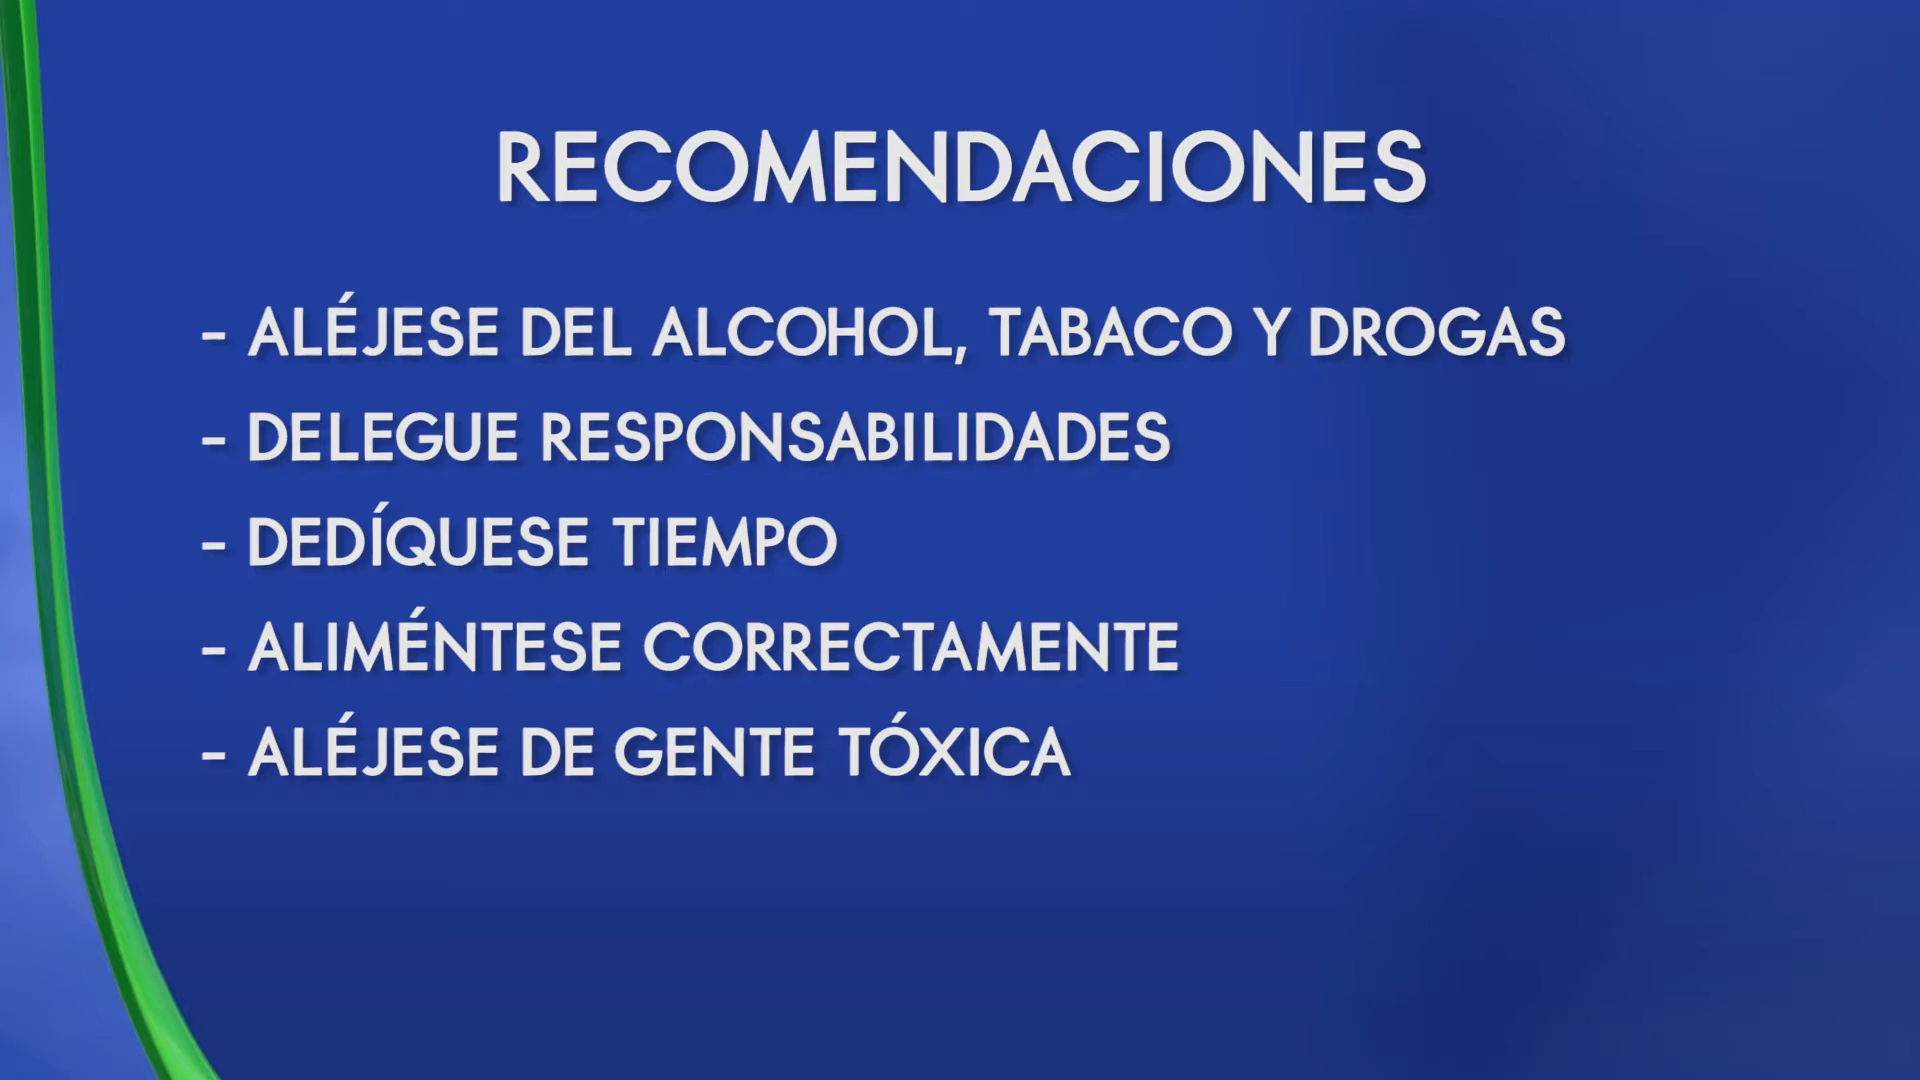 RECOMENDACIONES
- ALÉJESE DEL ALCOHOL, TABACO Y DROGAS
- DELEGUE RESPONSABILIDADES
- DEDÍQUESE TIEMPO
- ALIMÉNTESE CORRECTAMENTE
- ALÉJESE DE GENTE TÓXICA